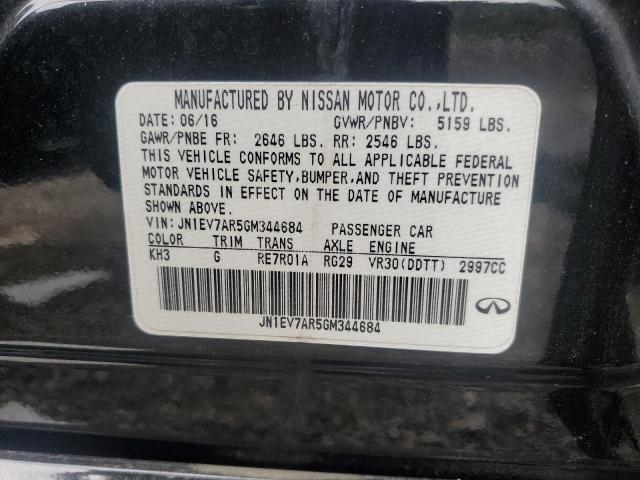 MANUFACTURED BY NISSAN MOTOR CO.,LTD.
DATE: 06/16 GVWR/PNBV: 5159 LBS.
GAWR/PNBE FR: 2646 LBS. RR: 2546 LBS.
THIS VEHICLE CONFORMS TO ALL APPLICABLE FEDERAL
MOTOR VEHICLE SAFETY,BUMPER,AND THEFT PREVENTION
STANDARDS IN EFFECT ON THE DATE OF MANUFACTURE
SHOWN ABOVE.
VIN:JN1EV7AR5GM344684 PASSENGER CAR
COLOR TRIM TRANS AXLE ENGINE
KH3 G RE7R01A RG29 VR30(DDTT) 2997CC
JN1EV7AR5GM344684